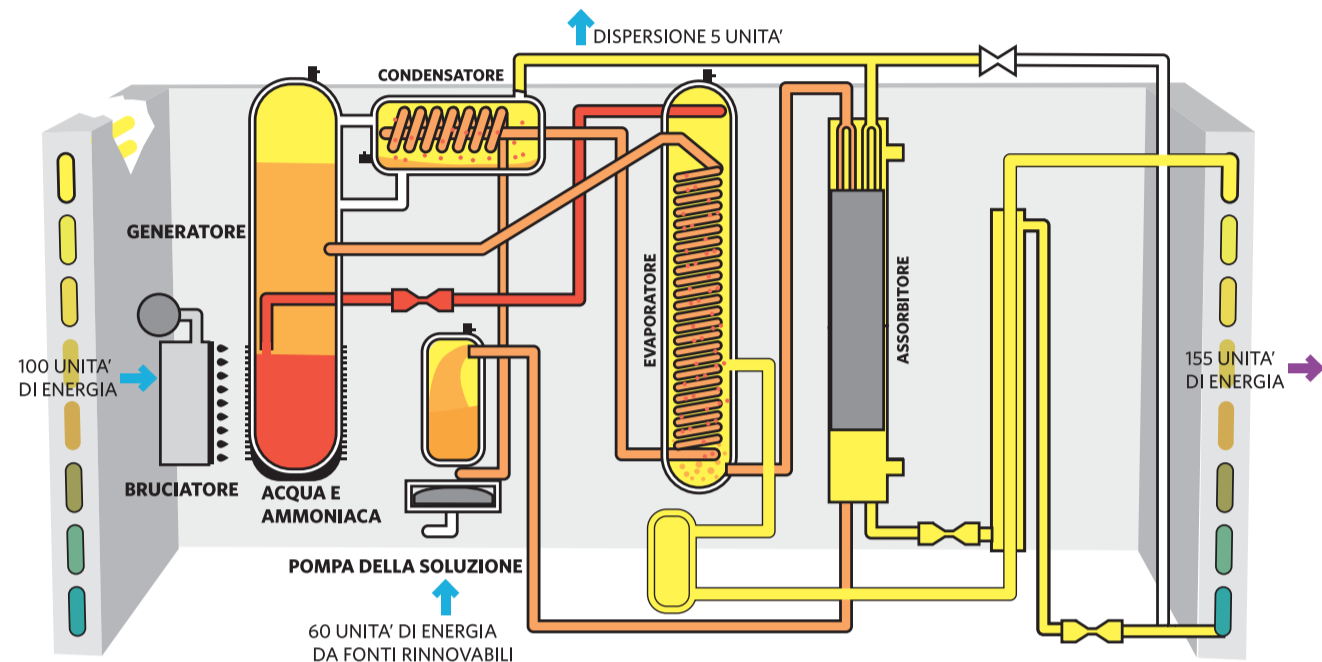 DISPERSIONE 5 UNITA'
CONDENSATORE
GENERATORE
EVAPORATORE
ASSORBITORE
100 UNITA'
DI ENERGIA
155 UNITA'
DI ENERGIA
BRUCIATORE
ACQUA E
AMMONIACA
POMPA DELLA SOLUZIONE
60 UNITA' DI ENERGIA
DA FONTI RINNOVABILI